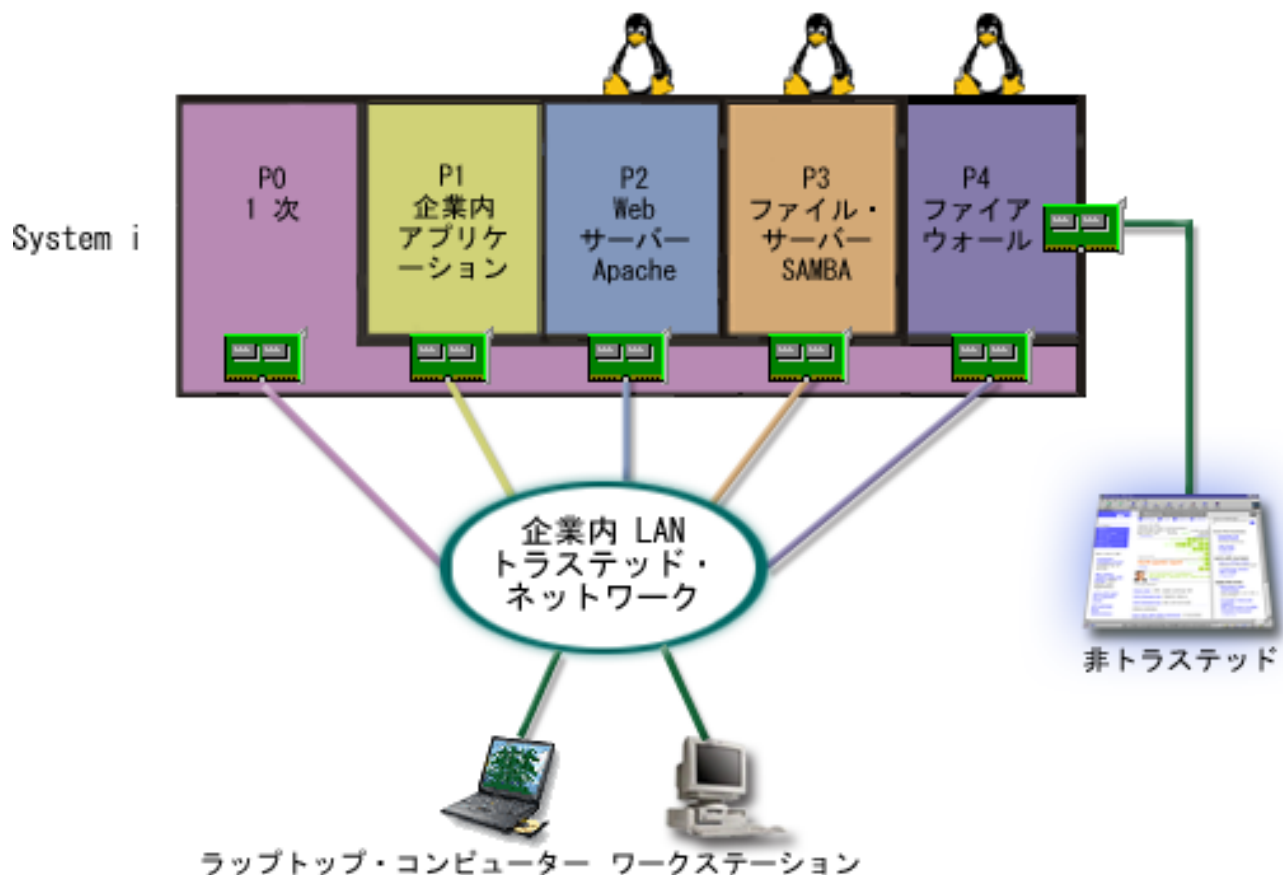 System i
P0
1 次
P1
企業内
アプリケ
ーション
P2
Web
サーバー
Apache
P3
ファイル・
サーバー
SAMBA
P4
ファイア
ウォール
企業内 LAN
トラステッド・
ネットワーク
非トラステッド
ラップトップ・コンピューター
ワークステーション